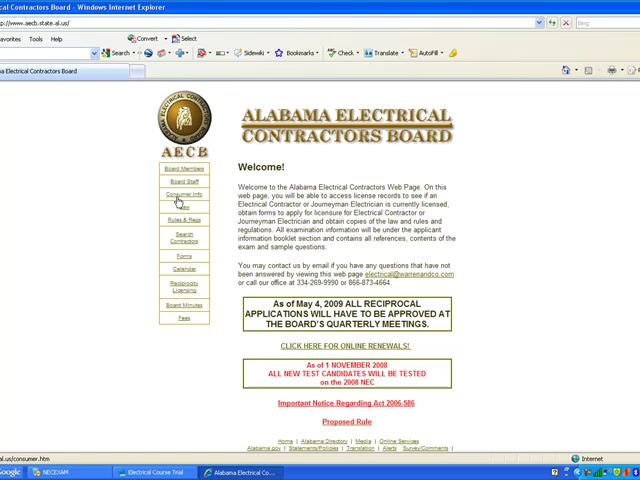 l Contractors Board - Windows Internet Explorer
tp://www.aecb.state.al.us/
Bing
avorites Tools Help
Convert Select
Search Sidewiki Bookmarks Check Translate AutoFill
a Electrical Contractors Board
ALABAMA ELECTRICAL
CONTRACTORS BOARD
AECB
Board Members
Board Staff
Consumer Info
Law
Rules & Regs
Search
Contractors
Forms
Calendar
Reciprocity
Licensing
Board Minutes
Fees
Welcome!
Welcome to the Alabama Electrical Contractors Web Page. On this
web page, you will be able to access license records to see if an
Electrical Contractor or Journeyman Electrician is currently licensed,
obtain forms to apply for licensure for Electrical Contractor or
Journeyman Electrician and obtain copies of the law and rules and
regulations. All examination information will be under the applicant
information booklet section and contains all references, contents of the
exam and sample questions.
You may contact us by email if you have any questions that have not
been answered by viewing this web page electrical@warrenandco.com
or call our office at 334-269-9990 or 866-873-4664.
As of May 4, 2009 ALL RECIPROCAL
APPLICATIONS WILL HAVE TO BE APPROVED AT
THE BOARD'S QUARTERLY MEETINGS.
CLICK HERE FOR ONLINE RENEWALS!
As of 1 NOVEMBER 2008
ALL NEW TEST CANDIDATES WILL BE TESTED
on the 2008 NEC
Important Notice Regarding Act 2006.586
Proposed Rule
Home | Alabama Directory | Media | Online Services
Alabama.gov | Statements/Policies | Translation | Alerts Survey/Comments |
al.us/consumer.htm
Internet
Google NECEXAM Electrical Course Trial Alabama Electrical Co...